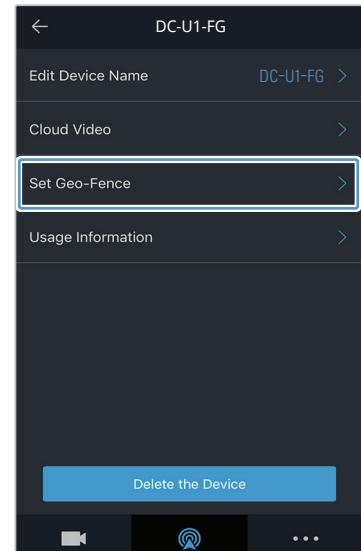 DC-U1-FG
Edit Device Name DC-U1-FG
Cloud Video
Set Geo-Fence
Usage Information
Delete the Device